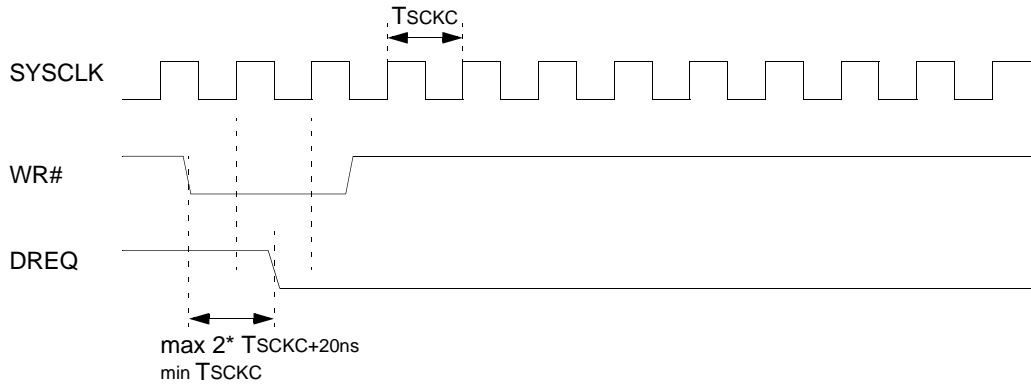 TSCKC
SYSCLK
WR#
DREQ
max 2* TSCKC+20ns
min TSCKC